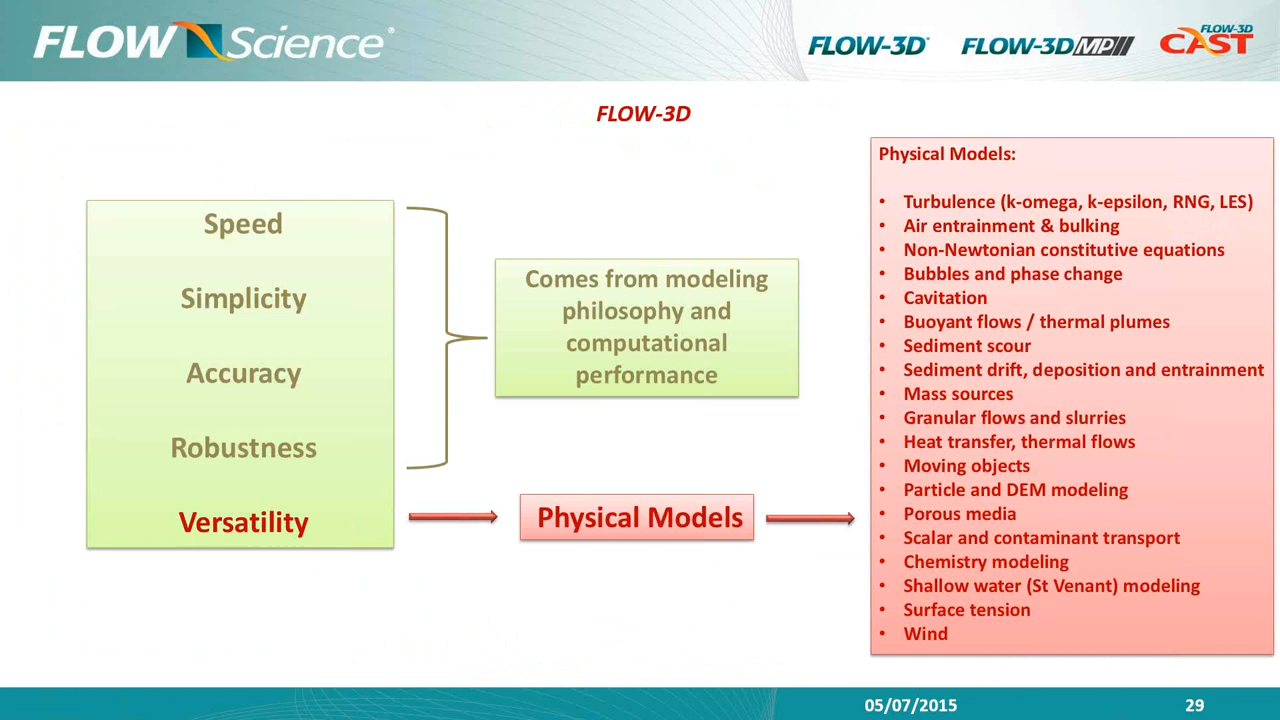 FLOW Science®
FLOW-3D®
FLOW-3D MP
FLOW-3D CAST
FLOW-3D
Speed
Simplicity
Accuracy
Robustness
Versatility
Comes from modeling
philosophy and
computational
performance
Physical Models
Physical Models:
• Turbulence (k-omega, k-epsilon, RNG, LES)
• Air entrainment & bulking
• Non-Newtonian constitutive equations
• Bubbles and phase change
• Cavitation
• Buoyant flows / thermal plumes
• Sediment scour
• Sediment drift, deposition and entrainment
• Mass sources
• Granular flows and slurries
• Heat transfer, thermal flows
• Moving objects
• Particle and DEM modeling
• Porous media
• Scalar and contaminant transport
• Chemistry modeling
• Shallow water (St Venant) modeling
• Surface tension
• Wind
05/07/2015
29